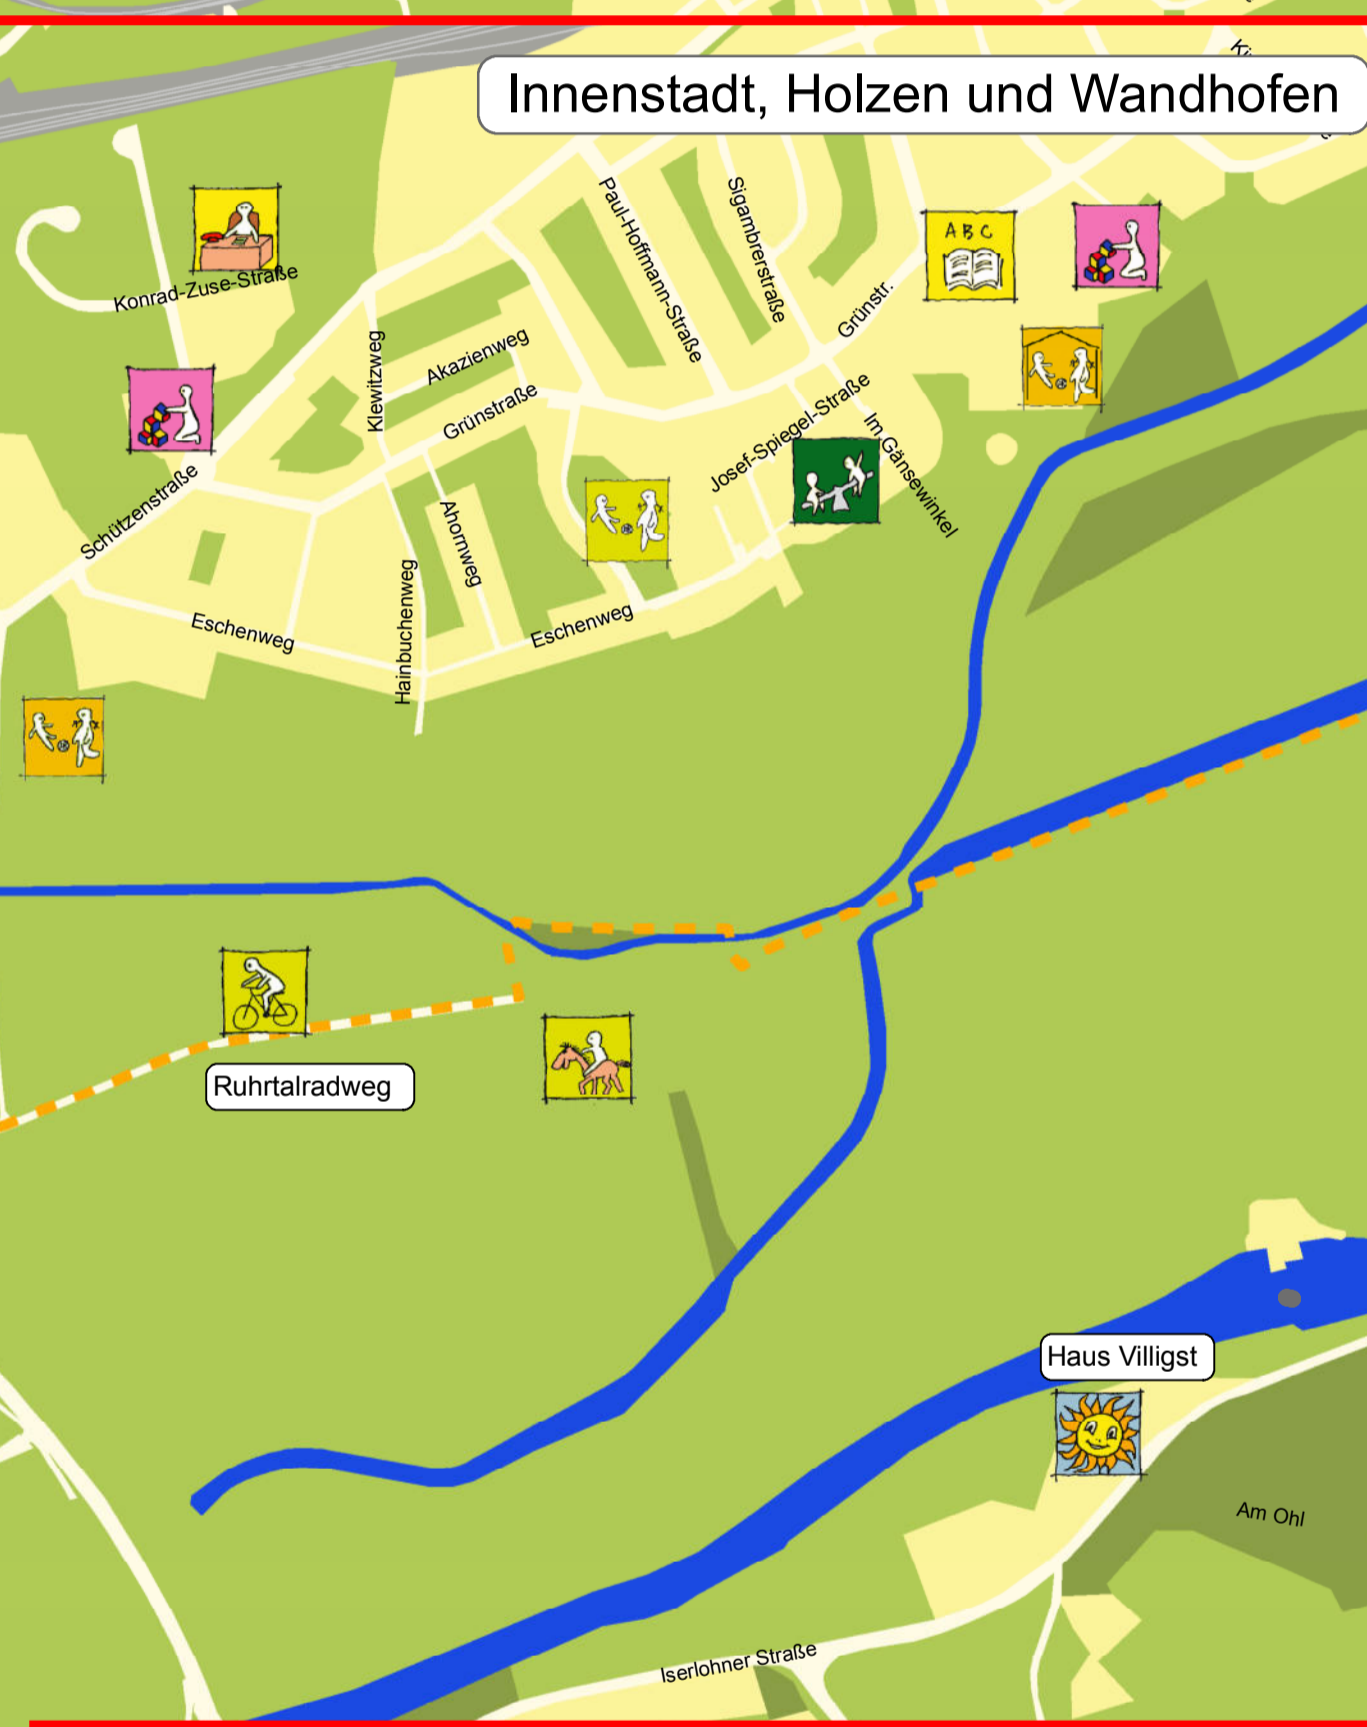 Innenstadt, Holzen und Wandhofen
Konrad-Zuse-Straße
Paul-Hoffmann-Straße
Sigambrerstraße
Grünstr.
A B C
Klewitzweg
Akazienweg
Grünstraße
Josef-Spiegel-Straße
Im Gänsewinkel
Schützenstraße
Ahornweg
Hainbuchenweg
Eschenweg
Eschenweg
Ruhrtalradweg
Haus Villigst
Am Ohl
Iserlohner Straße